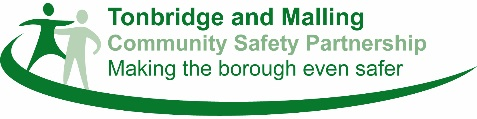 Tonbridge and Malling
Community Safety Partnership
Making the borough even safer